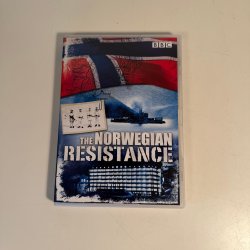 BBC
THE NORWEGIAN
RESISTANCE